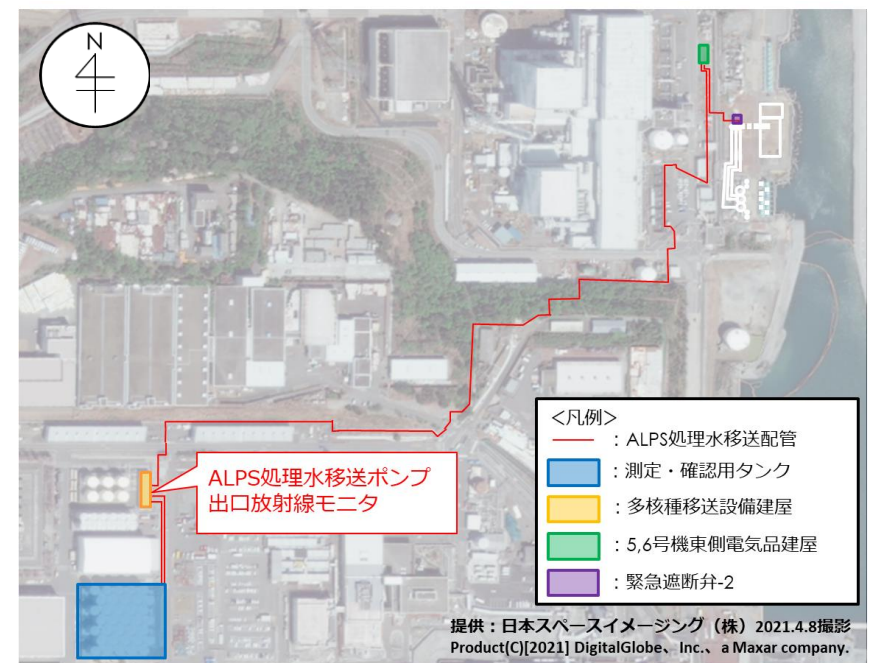 N
ALPS処理水移送ポンプ
出口放射線モニタ
<凡例>
：ALPS処理水移送配管
：測定・確認用タンク
：多核種移送設備建屋
：5,6号機東側電気品建屋
：緊急遮断弁-2
提供：日本スペースイメージング（株）2021.4.8撮影
Product(C)[2021] DigitalGlobe、Inc.、a Maxar company.